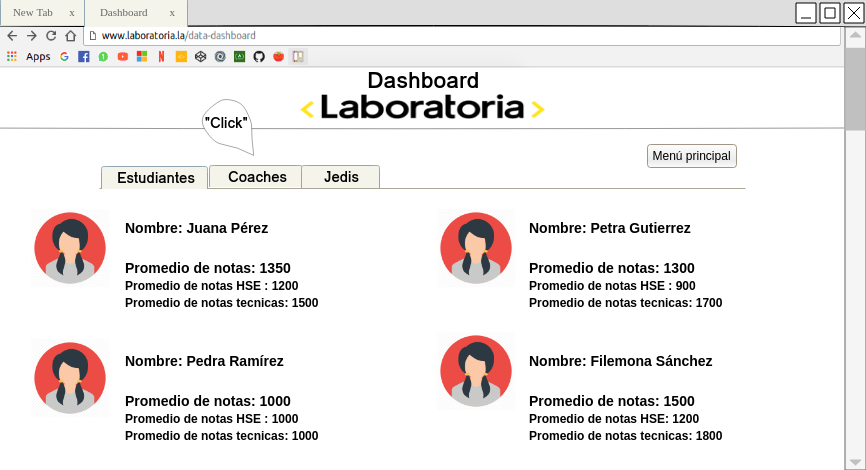 New Tab x Dashboard x
www.laboratoria.la/data-dashboard
Apps
Dashboard
< Laboratoria >
"Click"
Menú principal
Estudiantes Coaches Jedis
Nombre: Juana Pérez
Promedio de notas: 1350
Promedio de notas HSE : 1200
Promedio de notas tecnicas: 1500
Nombre: Petra Gutierrez
Promedio de notas: 1300
Promedio de notas HSE : 900
Promedio de notas tecnicas: 1700
Nombre: Pedra Ramírez
Promedio de notas: 1000
Promedio de notas HSE : 1000
Promedio de notas tecnicas: 1000
Nombre: Filemona Sánchez
Promedio de notas: 1500
Promedio de notas HSE: 1200
Promedio de notas tecnicas: 1800